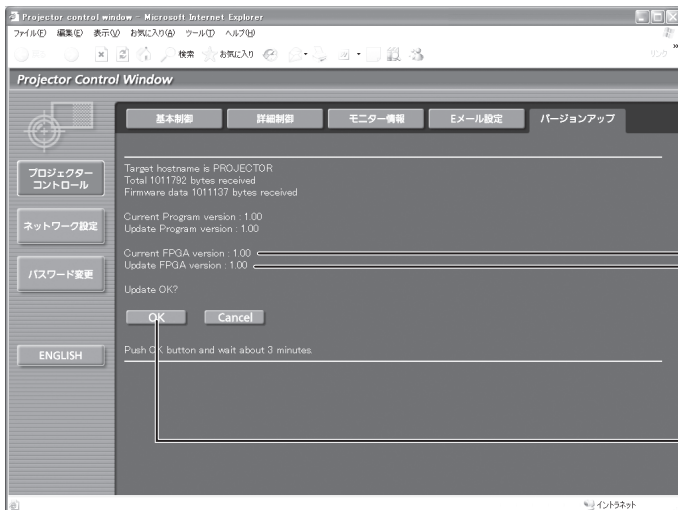 Projector control window - Microsoft Internet Explorer
ファイル(F) 編集(E) 表示(V) お気に入り(A) ツール(T) ヘルプ(H)
検索 お気に入り
リンク »
Projector Control Window
基本制御 詳細制御 モニター情報 Eメール設定 バージョンアップ
プロジェクター
コントロール
ネットワーク設定
パスワード変更
ENGLISH
Target hostname is PROJECTOR
Total 1011792 bytes received
Firmware data 1011137 bytes received
Current Program version : 1.00
Update Program version : 1.00
Current FPGA version : 1.00
Update FPGA version : 1.00
Update OK?
OK Cancel
Push OK button and wait about 3 minutes.
イントラネット